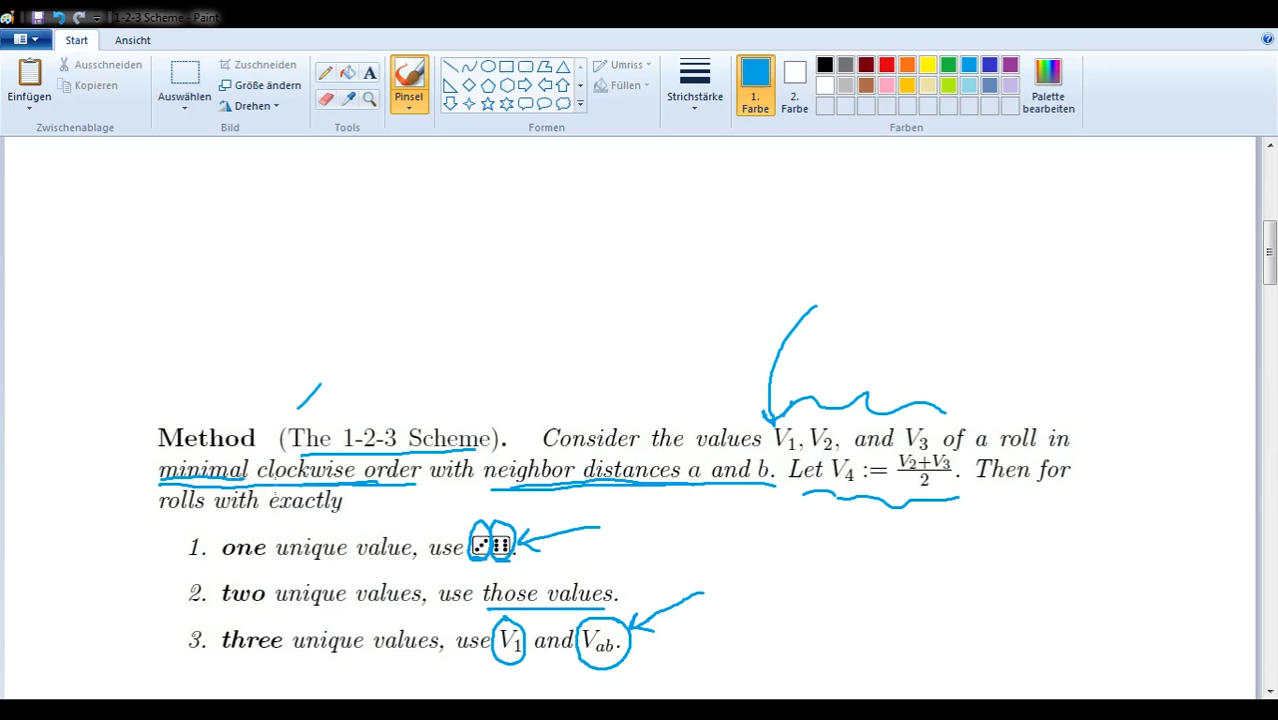 1-2-3 Scheme - Paint
Start Ansicht
Einfügen
Ausschneiden
Kopieren
Zwischenablage
Auswählen
Zuschneiden
Größe ändern
Drehen
Bild
A
Tools
Pinsel
Umriss
Füllen
Formen
Strichstärke
1.
Farbe
2.
Farbe
Palette
bearbeiten
Farben
Method (The 1-2-3 Scheme). Consider the values V₁, V₂, and V₃ of a roll in
minimal clockwise order with neighbor distances a and b. Let V₄ := (V₂+V₃)/2. Then for
rolls with exactly
1. one unique value, use ⚂⚅.
2. two unique values, use those values.
3. three unique values, use V₁ and Vab.